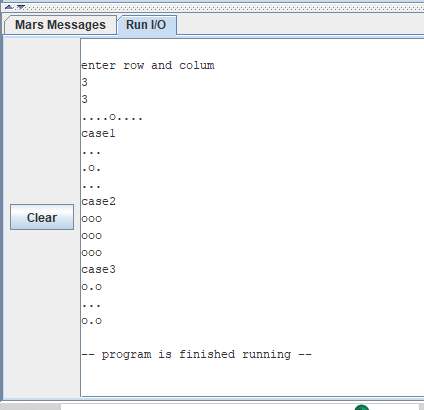 Mars Messages Run I/O
enter row and colum
3
3
....o....
case1
...
.o.
...
case2
ooo
ooo
ooo
Clear
case3
o.o
...
o.o
-- program is finished running --